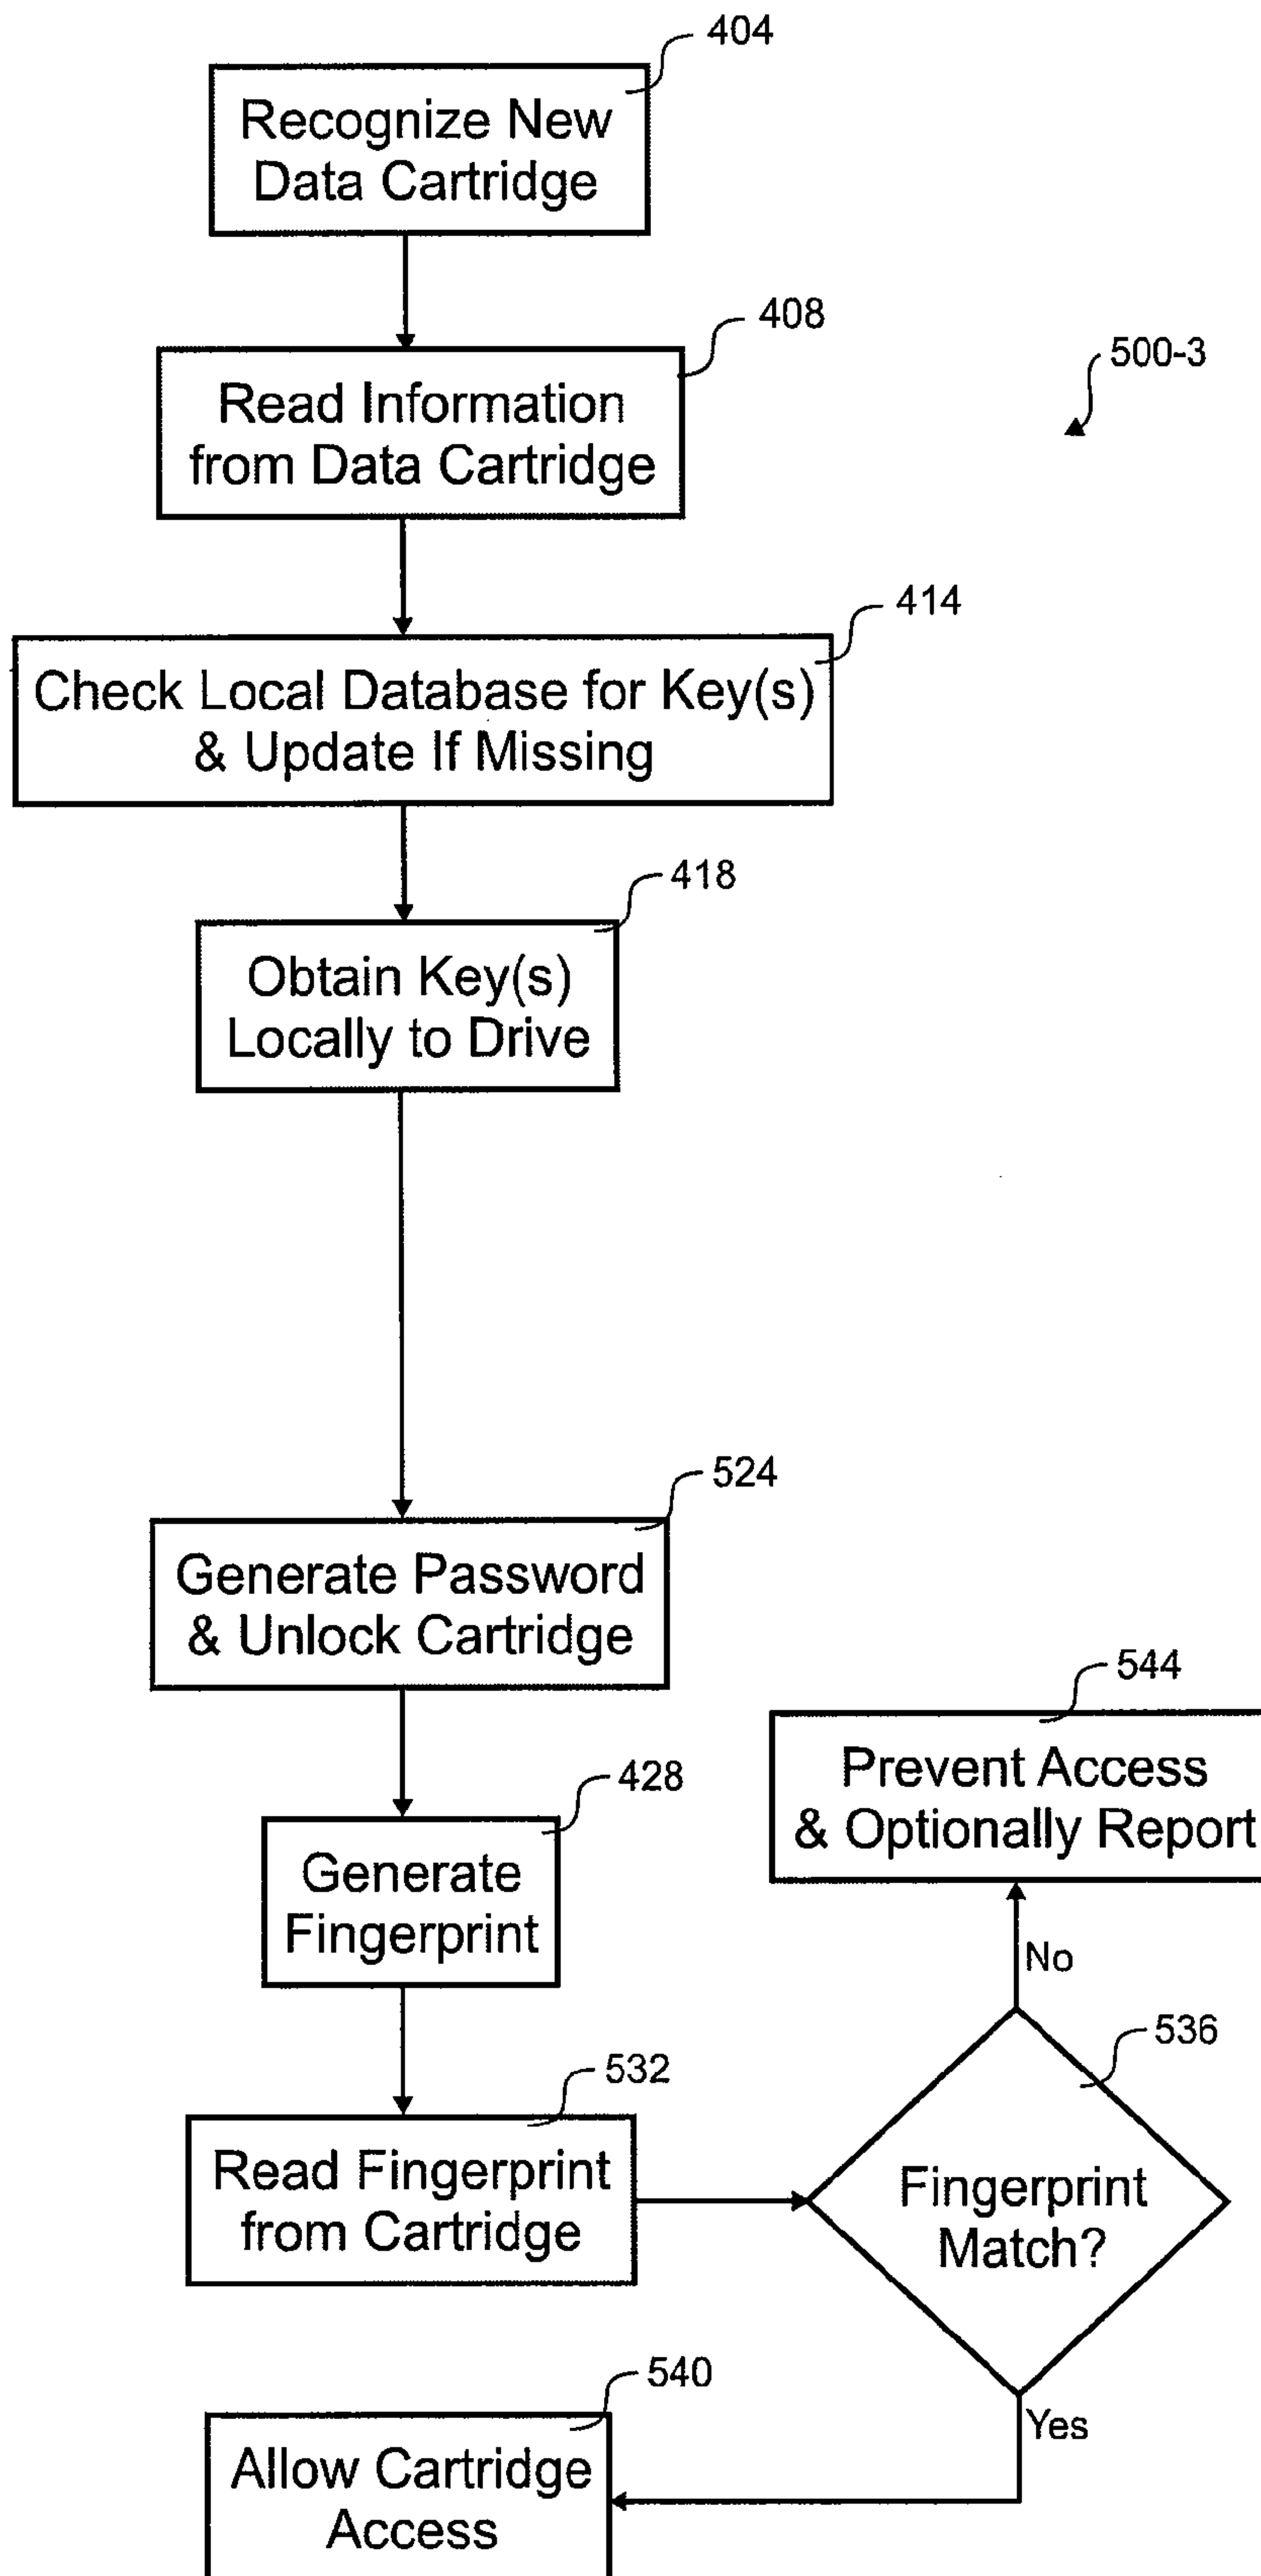 404
Recognize New
Data Cartridge
408
Read Information
from Data Cartridge
500-3
414
Check Local Database for Key(s)
& Update If Missing
418
Obtain Key(s)
Locally to Drive
524
Generate Password
& Unlock Cartridge
544
Prevent Access
& Optionally Report
428
Generate
Fingerprint
No
536
532
Read Fingerprint
from Cartridge
Fingerprint
Match?
540
Yes
Allow Cartridge
Access